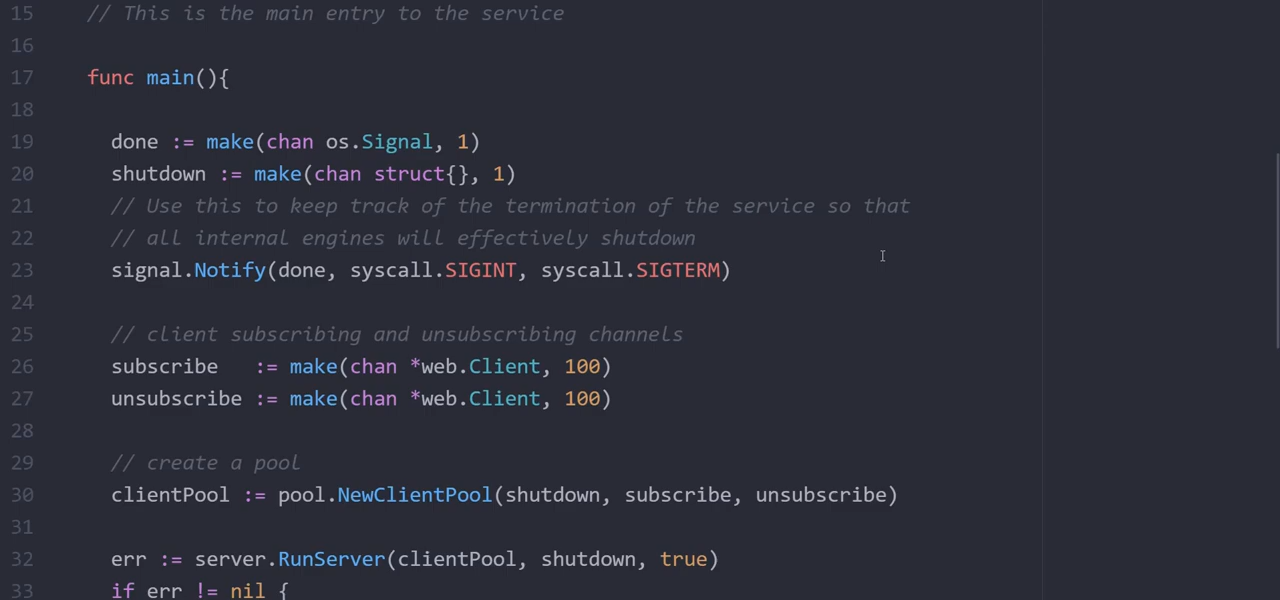 15 // This is the main entry to the service
16
17 func main(){
18
19 done := make(chan os.Signal, 1)
20 shutdown := make(chan struct{}, 1)
21 // Use this to keep track of the termination of the service so that
22 // all internal engines will effectively shutdown
23 signal.Notify(done, syscall.SIGINT, syscall.SIGTERM)
24
25 // client subscribing and unsubscribing channels
26 subscribe   := make(chan *web.Client, 100)
27 unsubscribe := make(chan *web.Client, 100)
28
29 // create a pool
30 clientPool := pool.NewClientPool(shutdown, subscribe, unsubscribe)
31
32 err := server.RunServer(clientPool, shutdown, true)
33 if err != nil {